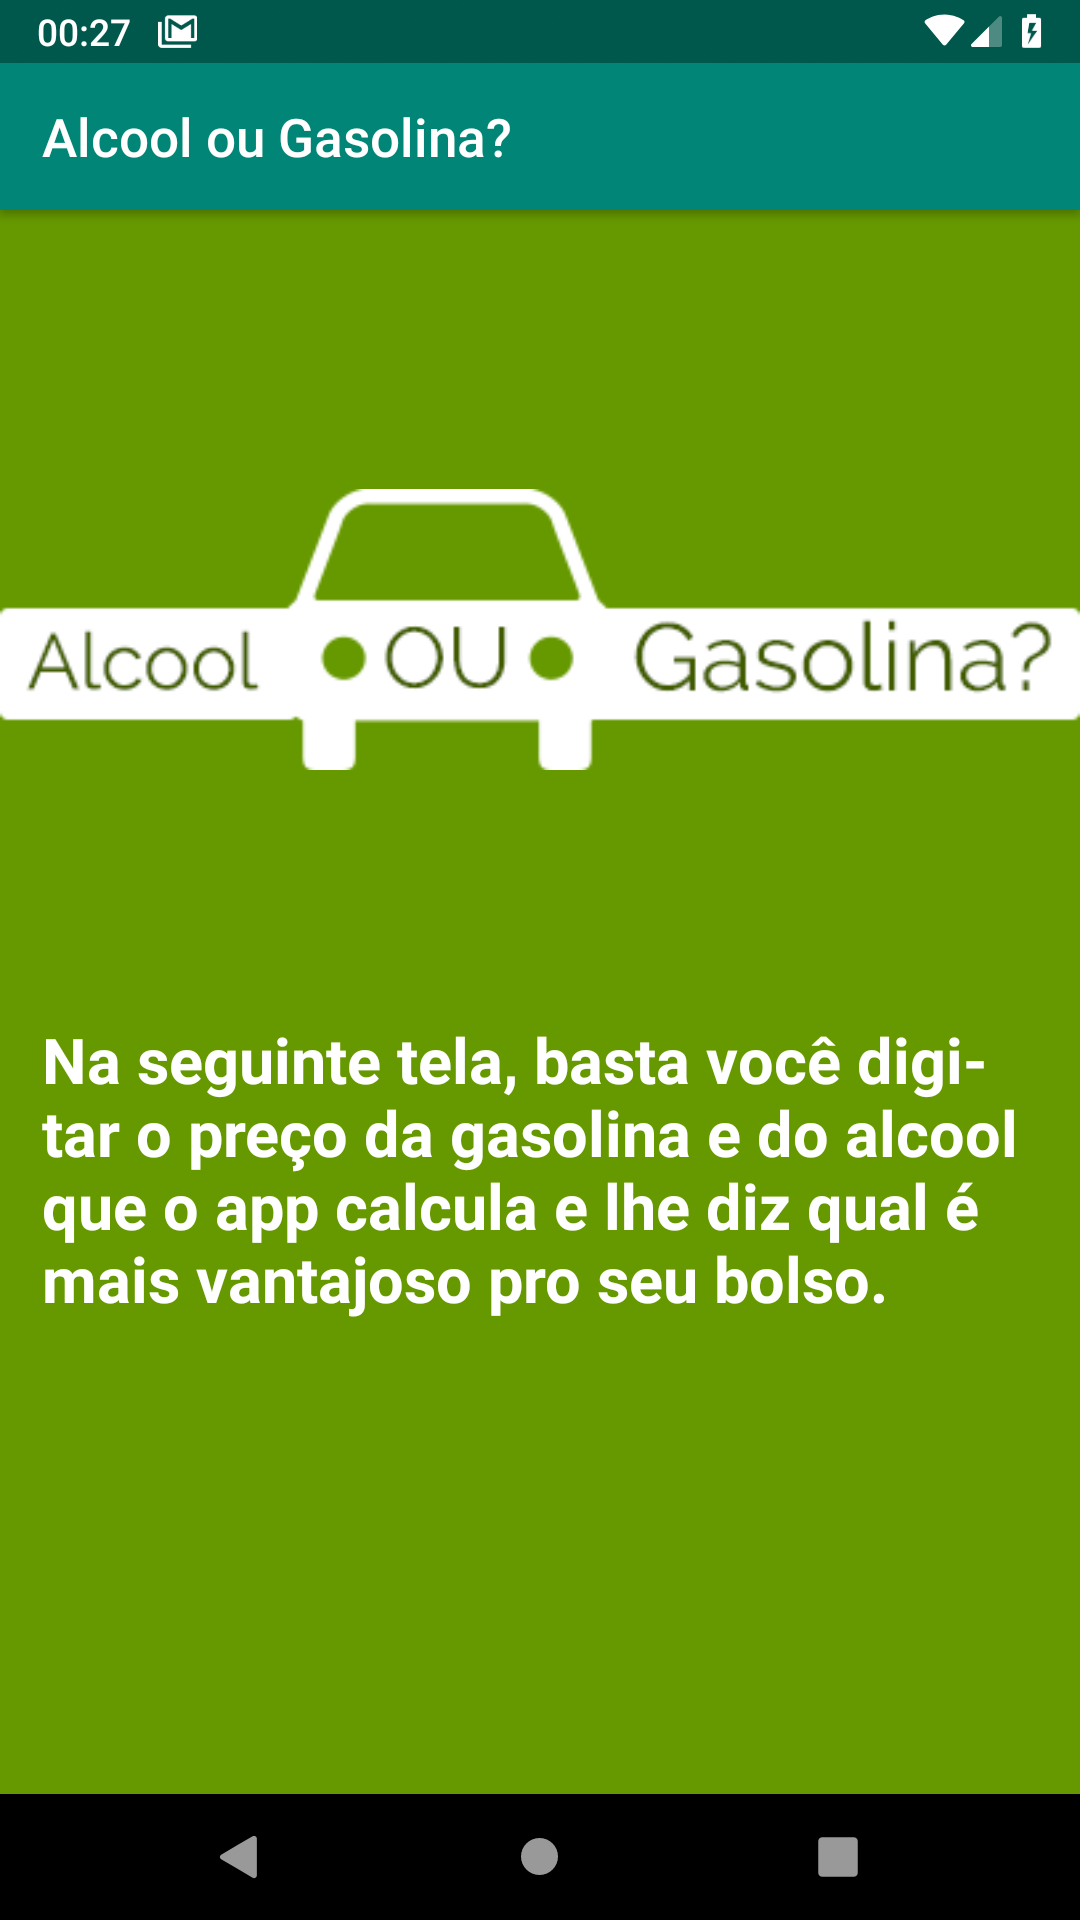 00:27
Alcool ou Gasolina?
Alcool OU Gasolina?
Na seguinte tela, basta você digi-
tar o preço da gasolina e do alcool
que o app calcula e lhe diz qual é
mais vantajoso pro seu bolso.